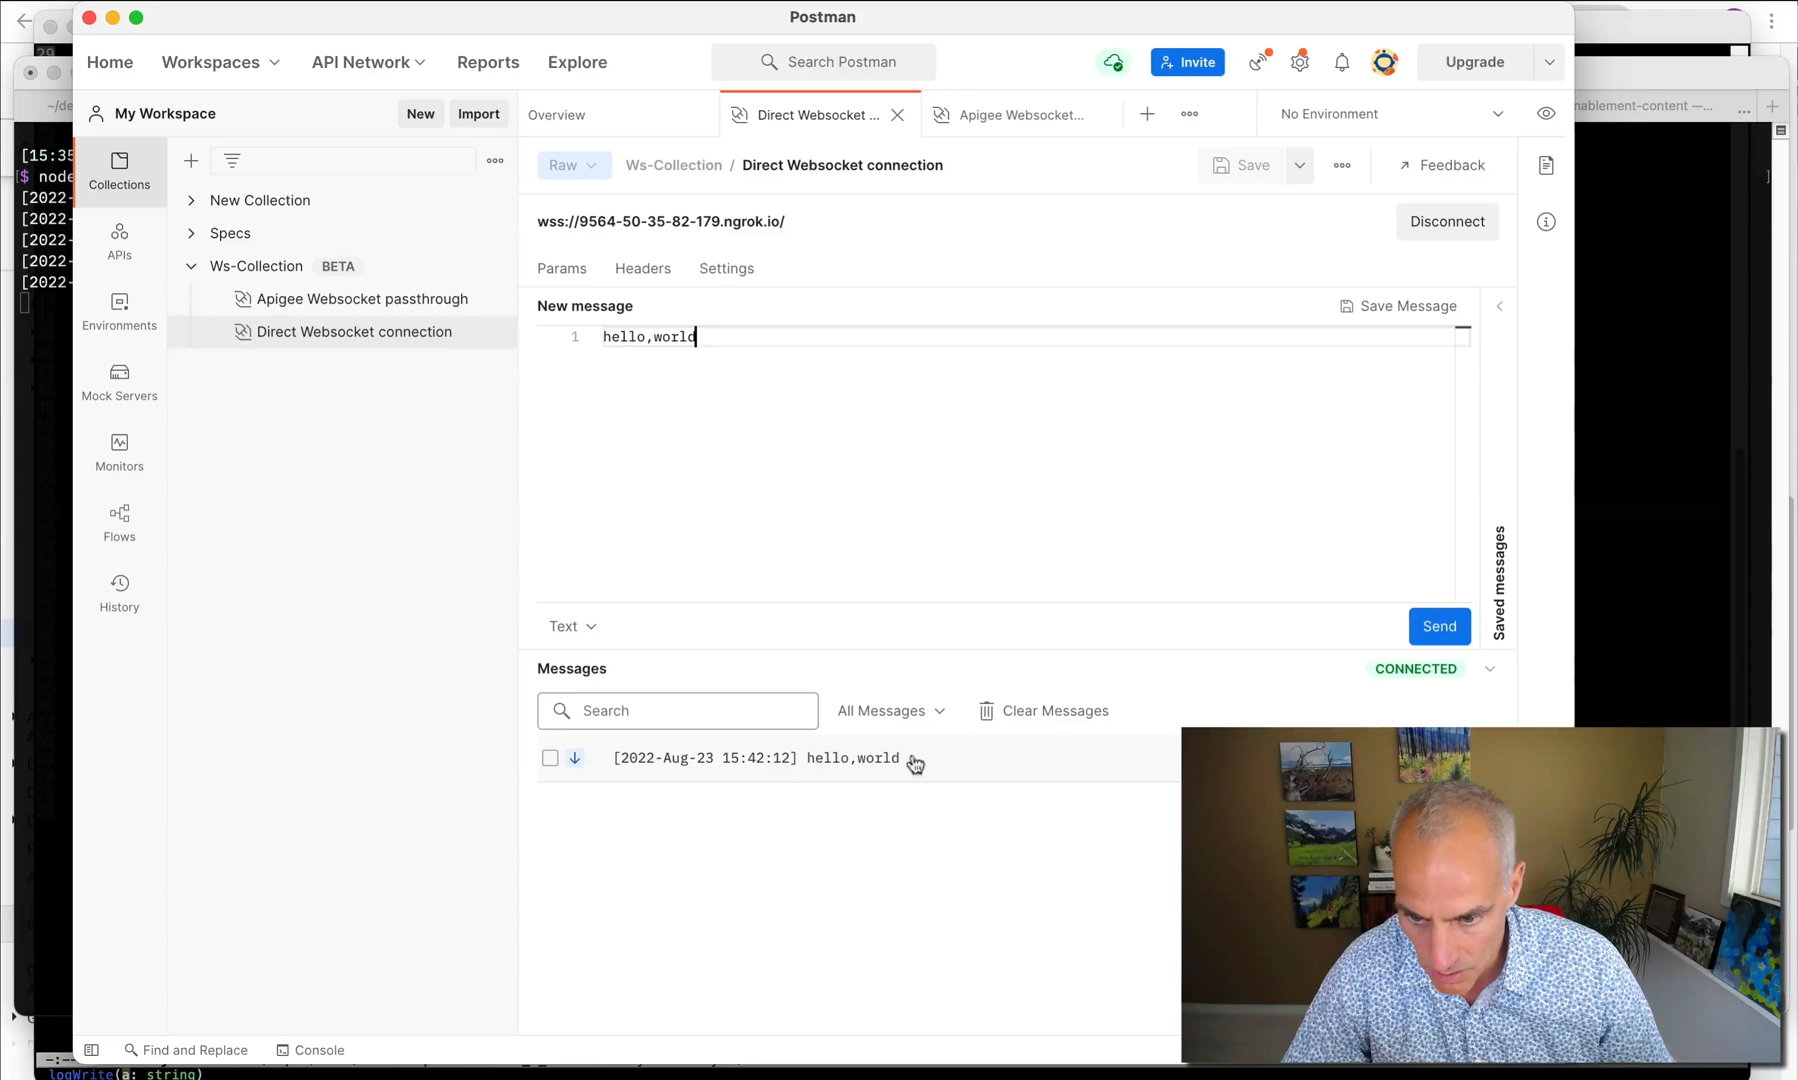 Postman
Home Workspaces API Network Reports Explore Search Postman Invite Upgrade
29
~/de
nablement-content —... ...
My Workspace New Import Overview Direct Websocket ... Apigee Websocket... No Environment
[15:35
$ node
[2022-
[2022-
[2022-
[2022-
[2022-
Collections
APIs
Environments
Mock Servers
Monitors
Flows
History
New Collection
Specs
Ws-Collection BETA
Apigee Websocket passthrough
Direct Websocket connection
Raw Ws-Collection / Direct Websocket connection Save Feedback
wss://9564-50-35-82-179.ngrok.io/ Disconnect
Params Headers Settings
New message Save Message
1 hello,world
Saved messages
Text Send
Messages CONNECTED
Search All Messages Clear Messages
[2022-Aug-23 15:42:12] hello,world
Find and Replace Console
logWrite(a: string)